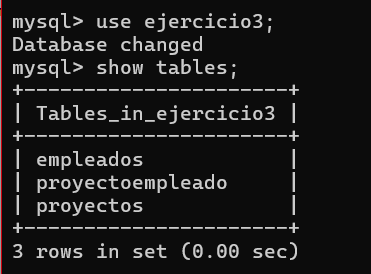 mysql> use ejercicio3;
Database changed
mysql> show tables;
+----------------------+
| Tables_in_ejercicio3 |
+----------------------+
| empleados            |
| proyectoempleado     |
| proyectos            |
+----------------------+
3 rows in set (0.00 sec)